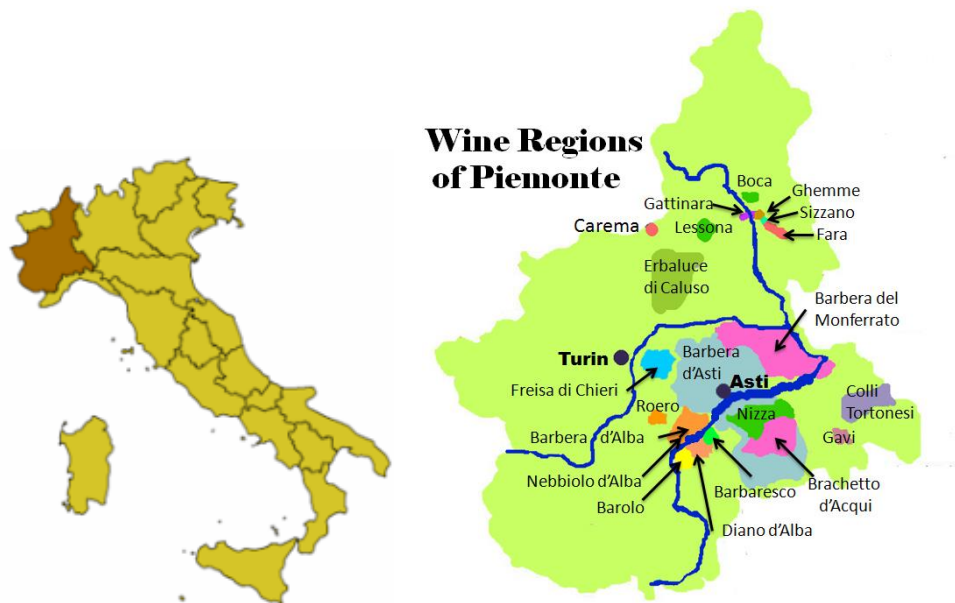 Wine Regions
of Piemonte
Boca
Ghemme
Gattinara
Sizzano
Carema
Lessona
Fara
Erbaluce
di Caluso
Barbera del
Monferrato
Turin
Barbera
d'Asti
Freisa di Chieri
Asti
Colli
Tortonesi
Roero
Nizza
Barbera d'Alba
Gavi
Nebbiolo d'Alba
Barbaresco
Brachetto
d'Acqui
Barolo
Diano d'Alba